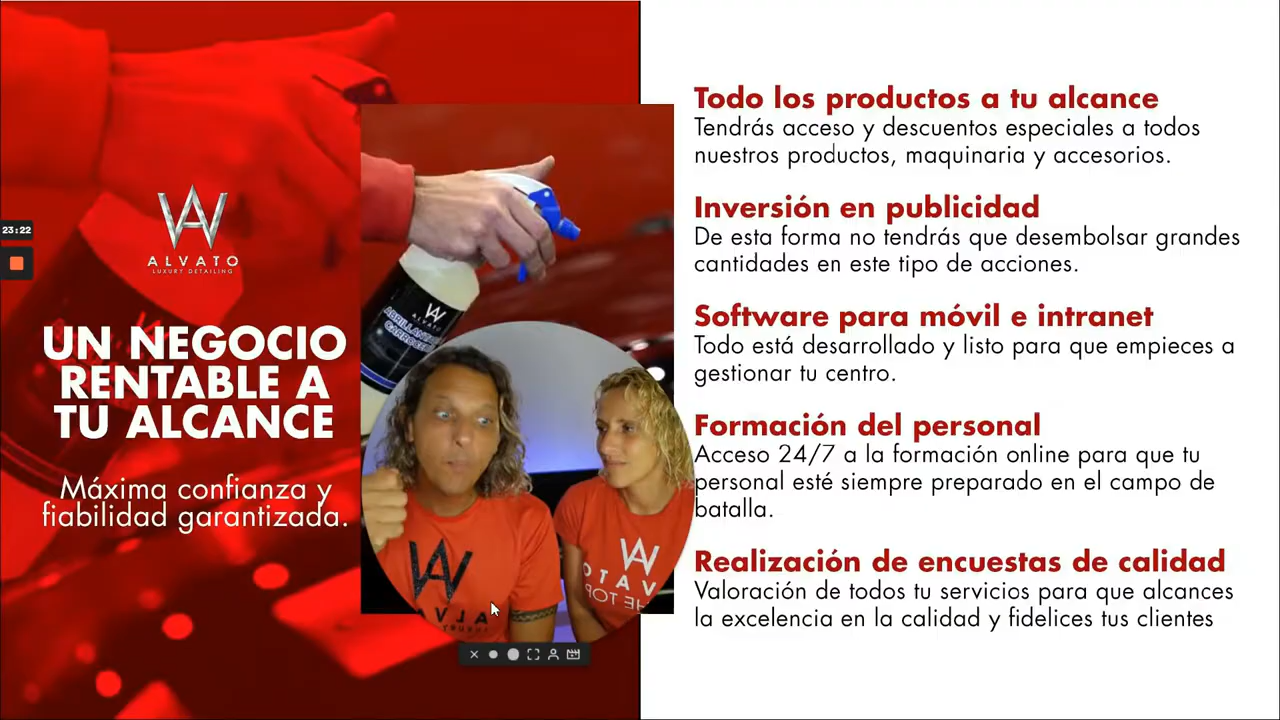 23:22
ALVATO
LUXURY DETAILING
UN NEGOCIO
RENTABLE A
TU ALCANCE
Máxima confianza y
fiabilidad garantizada.
ALVATO
ABRILLANTADOR
Todo los productos a tu alcance
Tendrás acceso y descuentos especiales a todos
nuestros productos, maquinaria y accesorios.
Inversión en publicidad
De esta forma no tendrás que desembolsar grandes
cantidades en este tipo de acciones.
Software para móvil e intranet
Todo está desarrollado y listo para que empieces a
gestionar tu centro.
Formación del personal
Acceso 24/7 a la formación online para que tu
personal esté siempre preparado en el campo de
batalla.
Realización de encuestas de calidad
Valoración de todos tu servicios para que alcances
la excelencia en la calidad y fidelices tus clientes